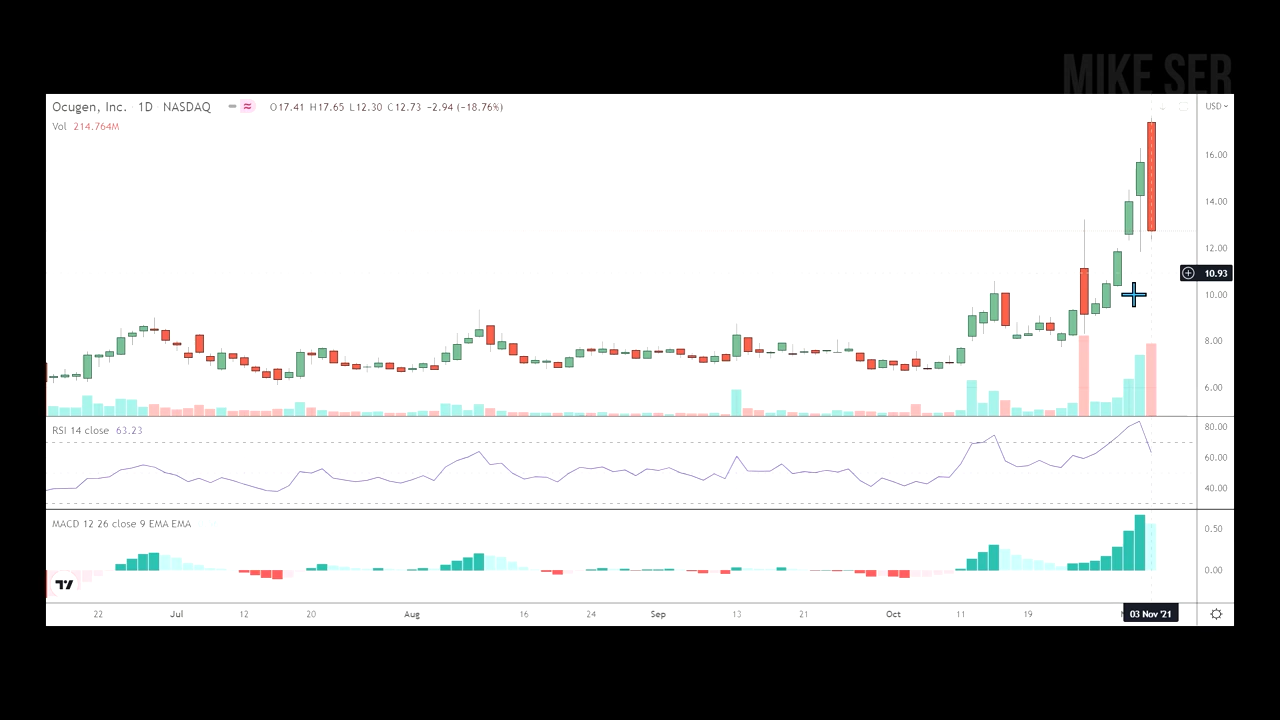 MIKE SER
Ocugen, Inc. · 1D · NASDAQ O17.41 H17.65 L12.30 C12.73 −2.94 (−18.76%)
USD
Vol 214.764M
16.00
14.00
12.00
10.93
10.00
8.00
6.00
RSI 14 close 63.23
80.00
60.00
40.00
MACD 12 26 close 9 EMA EMA
0.50
0.00
22 Jul 12 20 Aug 16 24 Sep 13 21 Oct 11 19 03 Nov '21